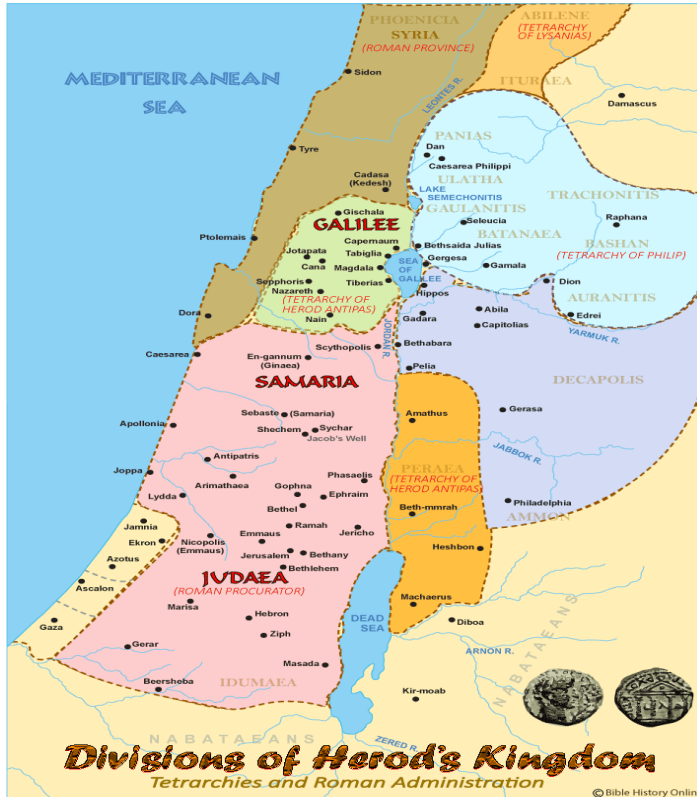 PHOENICIA
SYRIA
(ROMAN PROVINCE)
ABILENE
(TETRARCHY
OF LYSANIAS)
ITURAEA
MEDITERRANEAN
SEA
Sidon
LEONTES R.
Damascus
PANIAS
Dan
Caesarea Philippi
Tyre
Cadasa
(Kedesh)
ULATHA
LAKE
SEMECHONITIS
TRACHONITIS
GAULANITIS
Gischala
GALILEE
Seleucia
Raphana
BATANAEA
Ptolemais
Capernaum
Bethsaida Julias
BASHAN
(TETRARCHY OF PHILIP)
Jotapata
Tabiglia
Cana
Magdala
SEA
OF
GALILEE
Gergesa
Gamala
Sepphoris
Tiberias
Dion
Nazareth
Hippos
(TETRARCHY OF
HEROD ANTIPAS)
AURANITIS
Dora
Nain
Gadara
Abila
Edrei
Capitolias
YARMUK R.
JORDAN R.
Scythopolis
Bethabara
Caesarea
En-gannum
(Ginaea)
Pelia
SAMARIA
DECAPOLIS
Sebaste
(Samaria)
Amathus
Gerasa
Apollonia
Shechem
Sychar
Jacob's Well
Antipatris
JABBOK R.
Joppa
Arimathaea
Phasaelis
PERAEA
(TETRARCHY OF
HEROD ANTIPAS)
Lydda
Gophna
Ephraim
Bethel
Beth-mmrah
Philadelphia
AMMON
Jamnia
Ramah
Jericho
Ekron
Nicopolis
(Emmaus)
Emmaus
Heshbon
Azotus
Jerusalem
Bethany
Bethlehem
Ascalon
JUDAEA
(ROMAN PROCURATOR)
Machaerus
Marisa
Gaza
Hebron
DEAD
SEA
Diboa
Ziph
Gerar
ARNON R.
Masada
NABATAEANS
Beersheba
IDUMAEA
Kir-moab
NABATAEANS
ZERED R.
Divisions of Herod's Kingdom
Tetrarchies and Roman Administration
© Bible History Onlin